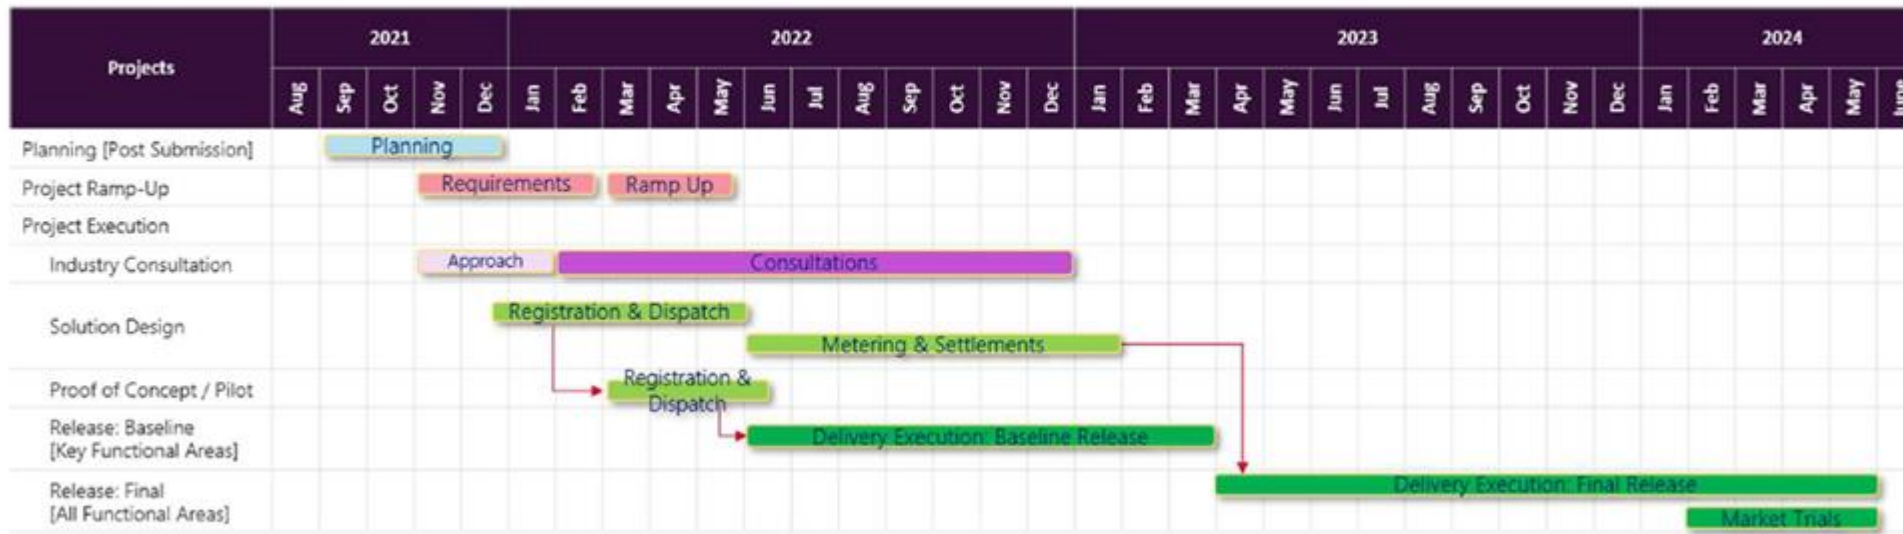 Projects
2021
2022
2023
2024
Aug
Sep
Oct
Nov
Dec
Jan
Feb
Mar
Apr
May
Jun
Jul
Aug
Sep
Oct
Nov
Dec
Jan
Feb
Mar
Apr
May
Jun
Jul
Aug
Sep
Oct
Nov
Dec
Jan
Feb
Mar
Apr
May
June
Planning [Post Submission]
Planning
Project Ramp-Up
Requirements
Ramp Up
Project Execution
Industry Consultation
Approach
Consultations
Solution Design
Registration & Dispatch
Metering & Settlements
Proof of Concept / Pilot
Registration &
Dispatch
Release: Baseline
[Key Functional Areas]
Delivery Execution: Baseline Release
Release: Final
[All Functional Areas]
Delivery Execution: Final Release
Market Trials